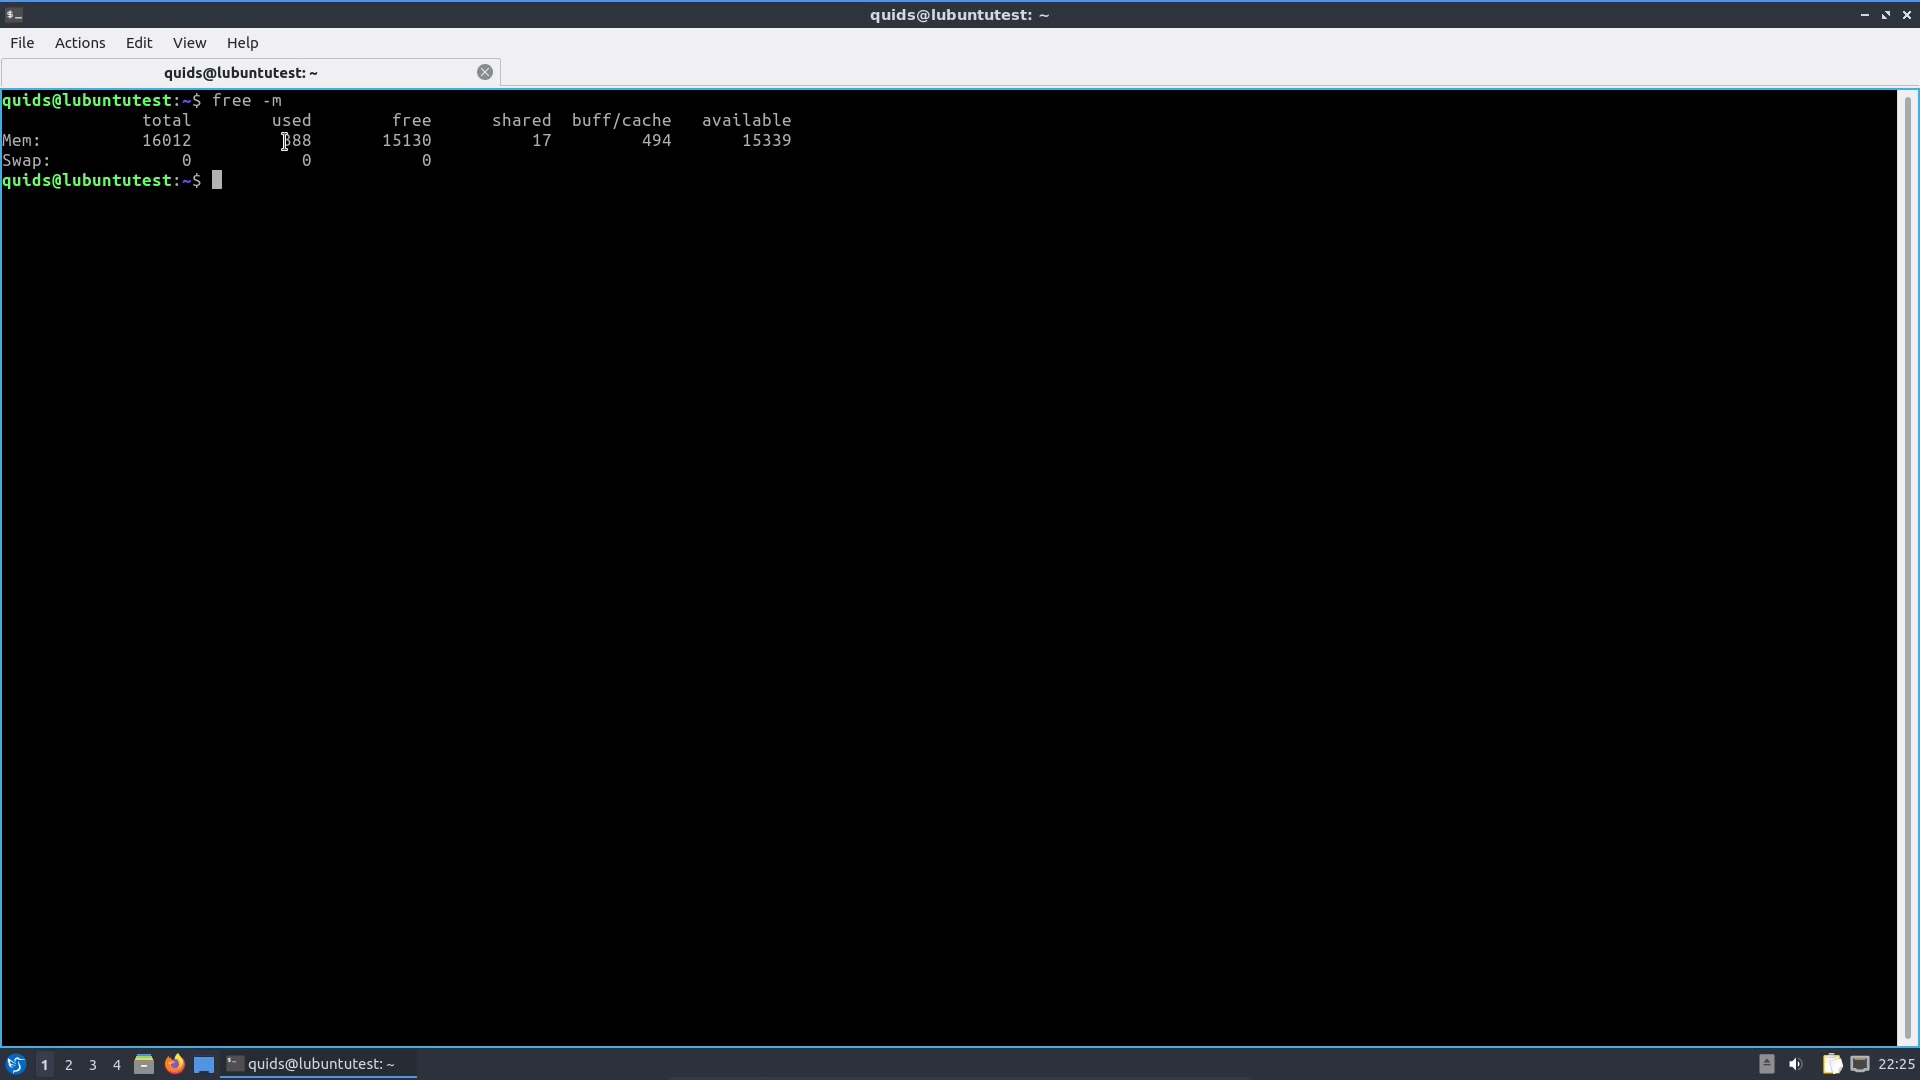 quids@lubuntutest: ~
File Actions Edit View Help
quids@lubuntutest: ~
quids@lubuntutest:~$ free -m
total used free shared buff/cache available
Mem: 16012 388 15130 17 494 15339
Swap: 0 0 0
quids@lubuntutest:~$
1 2 3 4 quids@lubuntutest: ~ 22:25